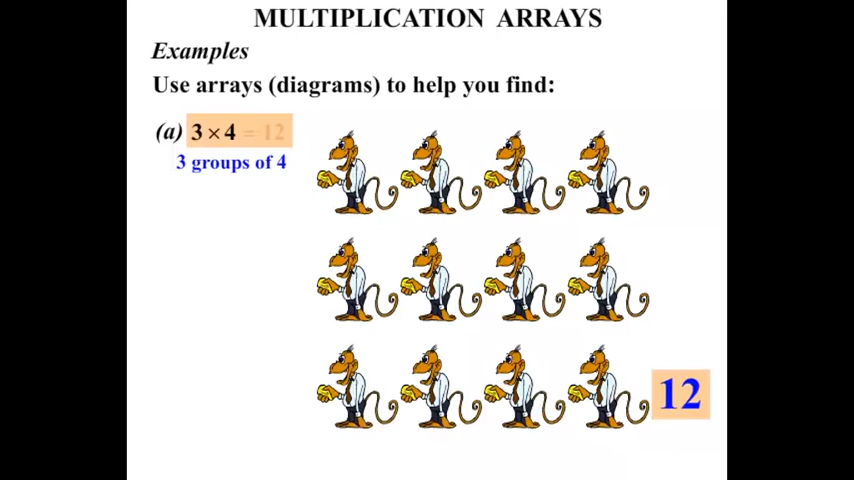 MULTIPLICATION ARRAYS
Examples
Use arrays (diagrams) to help you find:
(a) 3 × 4 = 12
3 groups of 4
12